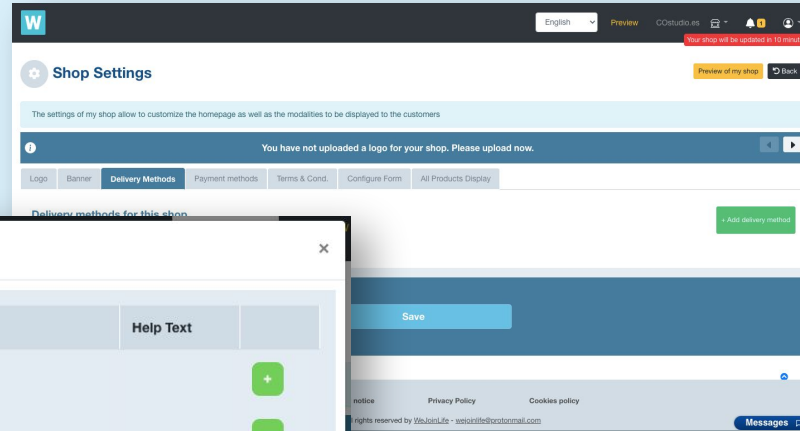 W
English
Preview
COstudio.es
1
Your shop will be updated in 10 minut
Shop Settings
Preview of my shop
Back
The settings of my shop allow to customize the homepage as well as the modalities to be displayed to the customers
You have not uploaded a logo for your shop. Please upload now.
Logo
Banner
Delivery Methods
Payment methods
Terms & Cond.
Configure Form
All Products Display
Delivery methods for this shop
+ Add delivery method
×
Help Text
+
Save
notice
Privacy Policy
Cookies policy
rights reserved by WeJoinLife - wejoinlife@protonmail.com
Messages